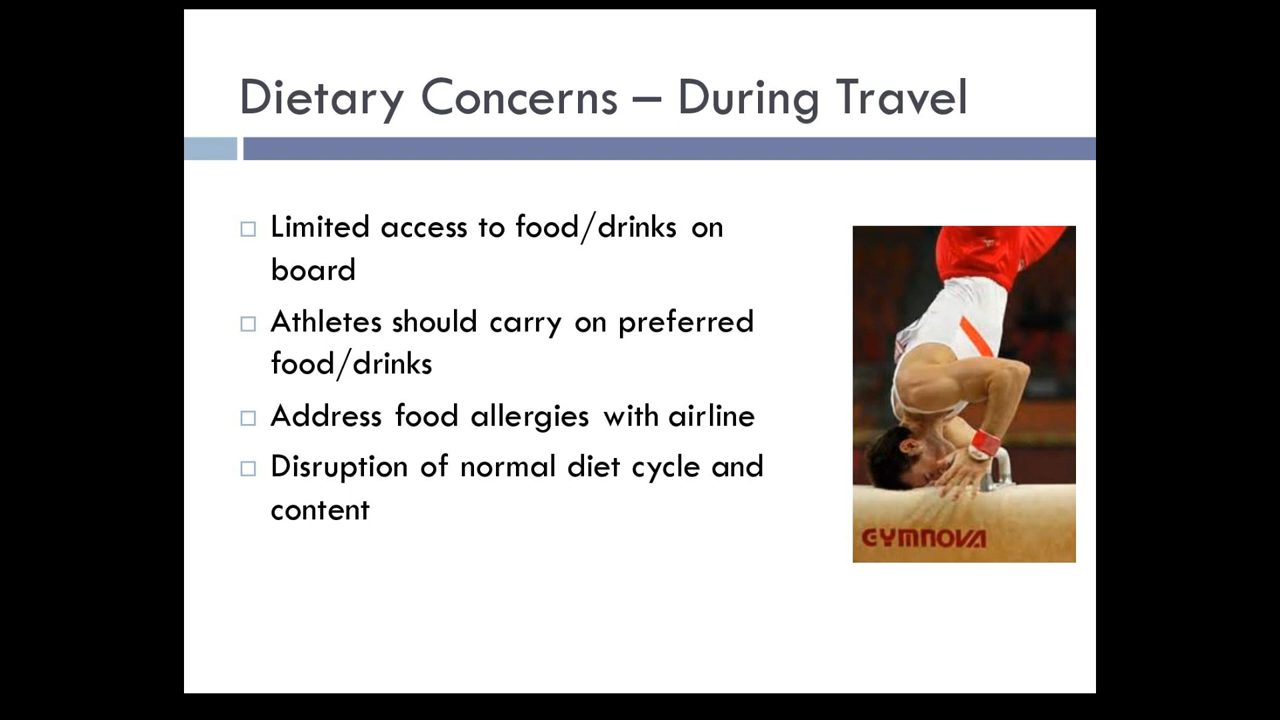 Dietary Concerns – During Travel
Limited access to food/drinks on
board
Athletes should carry on preferred
food/drinks
Address food allergies with airline
Disruption of normal diet cycle and
content
GYMNOVA